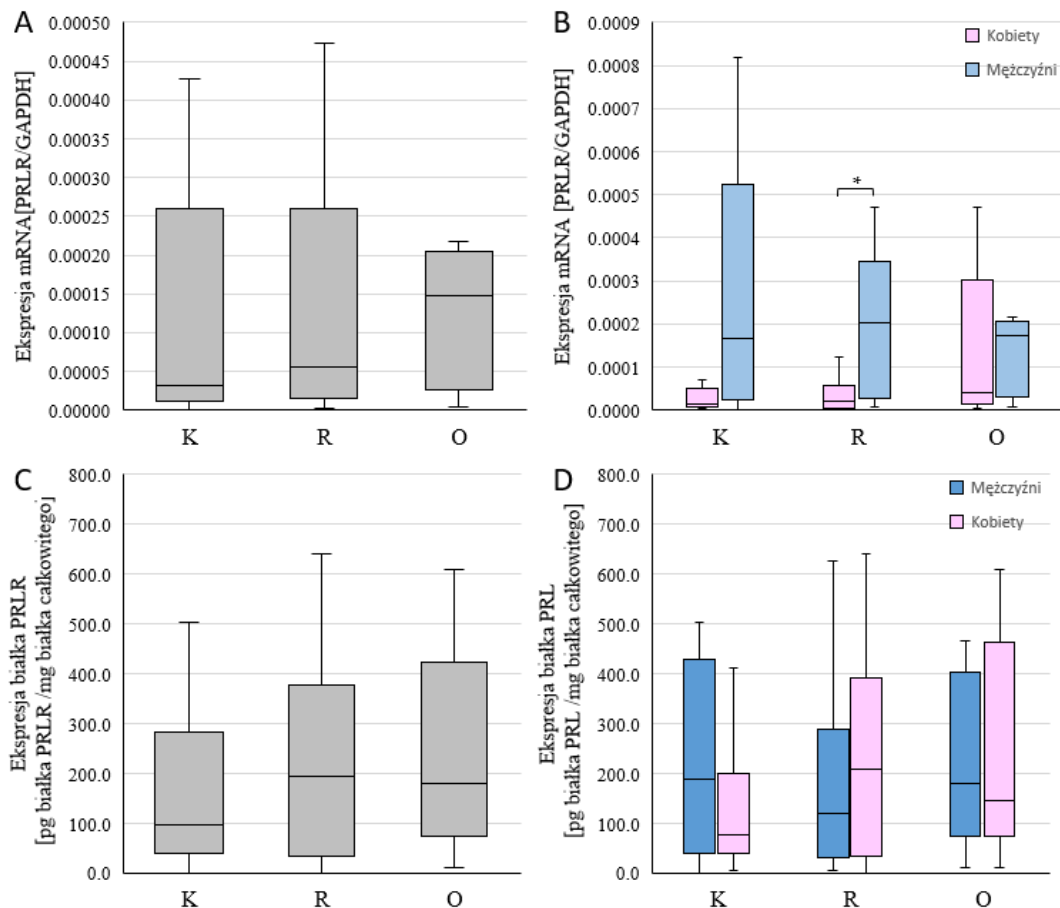 A
Ekspresja mRNA[PRLR/GAPDH]
0.00050
0.00045
0.00040
0.00035
0.00030
0.00025
0.00020
0.00015
0.00010
0.00005
0.00000
K R O
B
Ekspresja mRNA [PRLR/GAPDH]
0.0009
0.0008
0.0007
0.0006
0.0005
0.0004
0.0003
0.0002
0.0001
0.0000
Kobiety
Mężczyźni
*
K R O
C
Ekspresja białka PRLR
[pg białka PRLR /mg białka całkowitego]
800.0
700.0
600.0
500.0
400.0
300.0
200.0
100.0
0.0
K R O
D
Ekspresja białka PRL
[pg białka PRL /mg białka całkowitego]
800.0
700.0
600.0
500.0
400.0
300.0
200.0
100.0
0.0
Mężczyźni
Kobiety
K R O